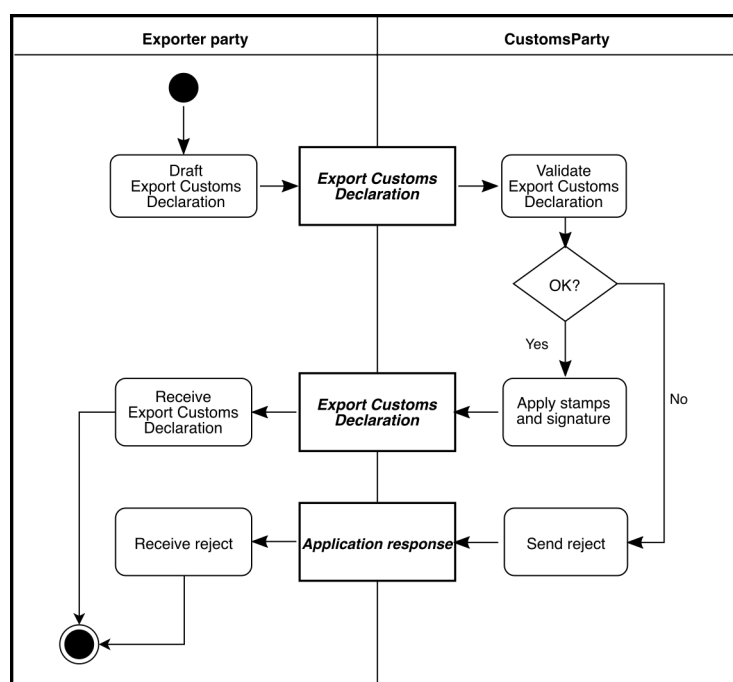 Exporter party
CustomsParty
Draft
Export Customs
Declaration
Export Customs
Declaration
Validate
Export Customs
Declaration
OK?
Yes
No
Receive
Export Customs
Declaration
Export Customs
Declaration
Apply stamps
and signature
Receive reject
Application response
Send reject